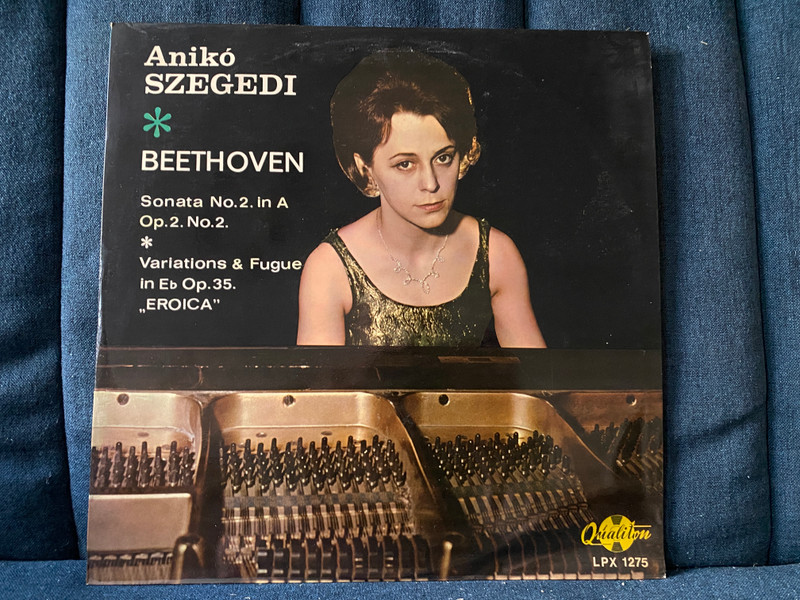 Anikó
SZEGEDI
*
BEETHOVEN
Sonata No.2. in A
Op.2. No.2.
*
Variations & Fugue
in E♭ Op.35.
„EROICA”
Qualiton
LPX 1275